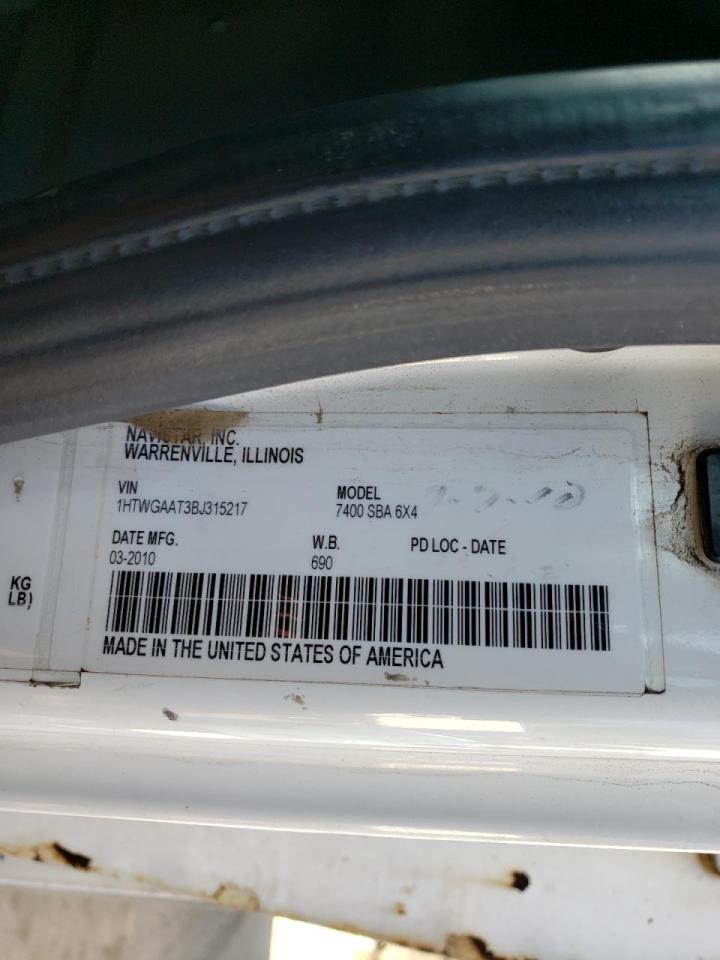 NAVISTAR, INC.
WARRENVILLE, ILLINOIS
VIN MODEL
1HTWGAAT3BJ315217 7400 SBA 6X4
DATE MFG. W.B. PD LOC - DATE
03-2010 690
KG
LB)
MADE IN THE UNITED STATES OF AMERICA